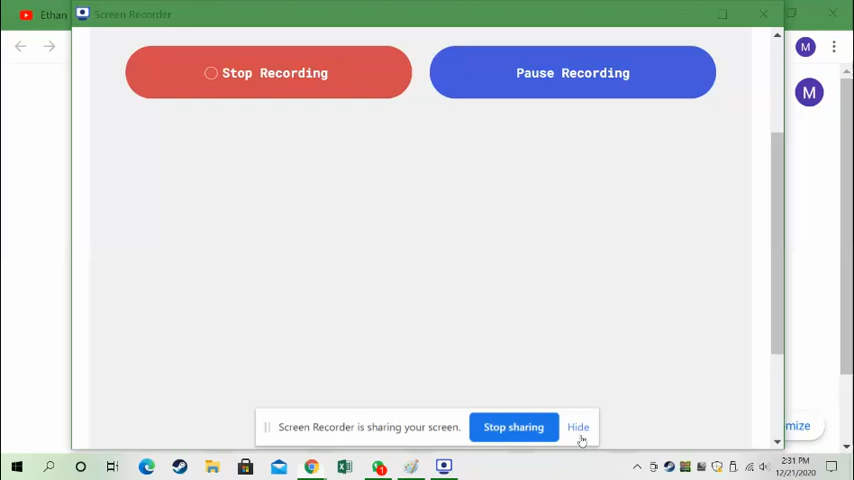 Ethan
Screen Recorder
Stop Recording
Pause Recording
M
M
Screen Recorder is sharing your screen.
Stop sharing
Hide
mize
1
2:31 PM
12/21/2020